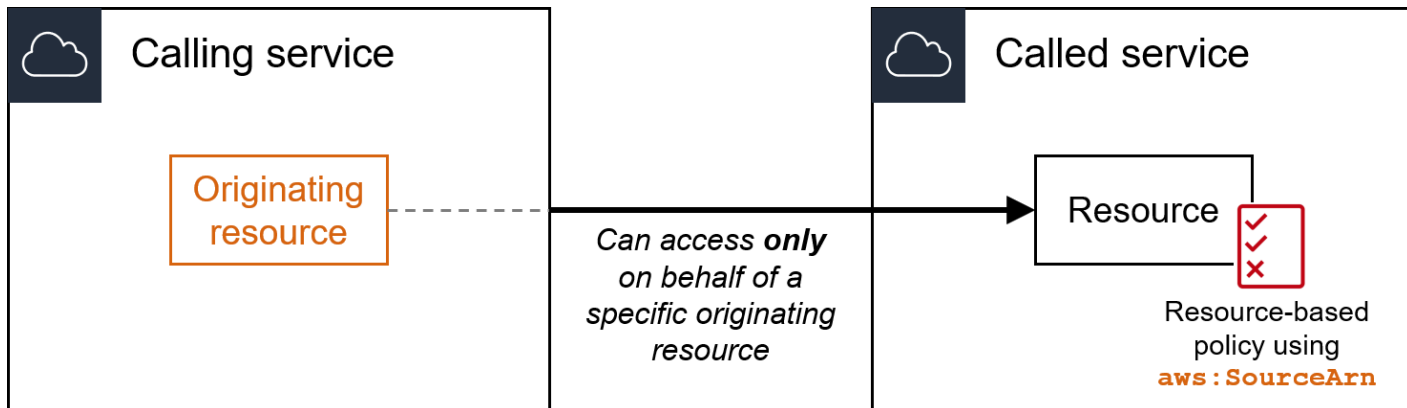 Calling service
Originating
resource
Can access only
on behalf of a
specific originating
resource
Called service
Resource
Resource-based
policy using
aws:SourceArn